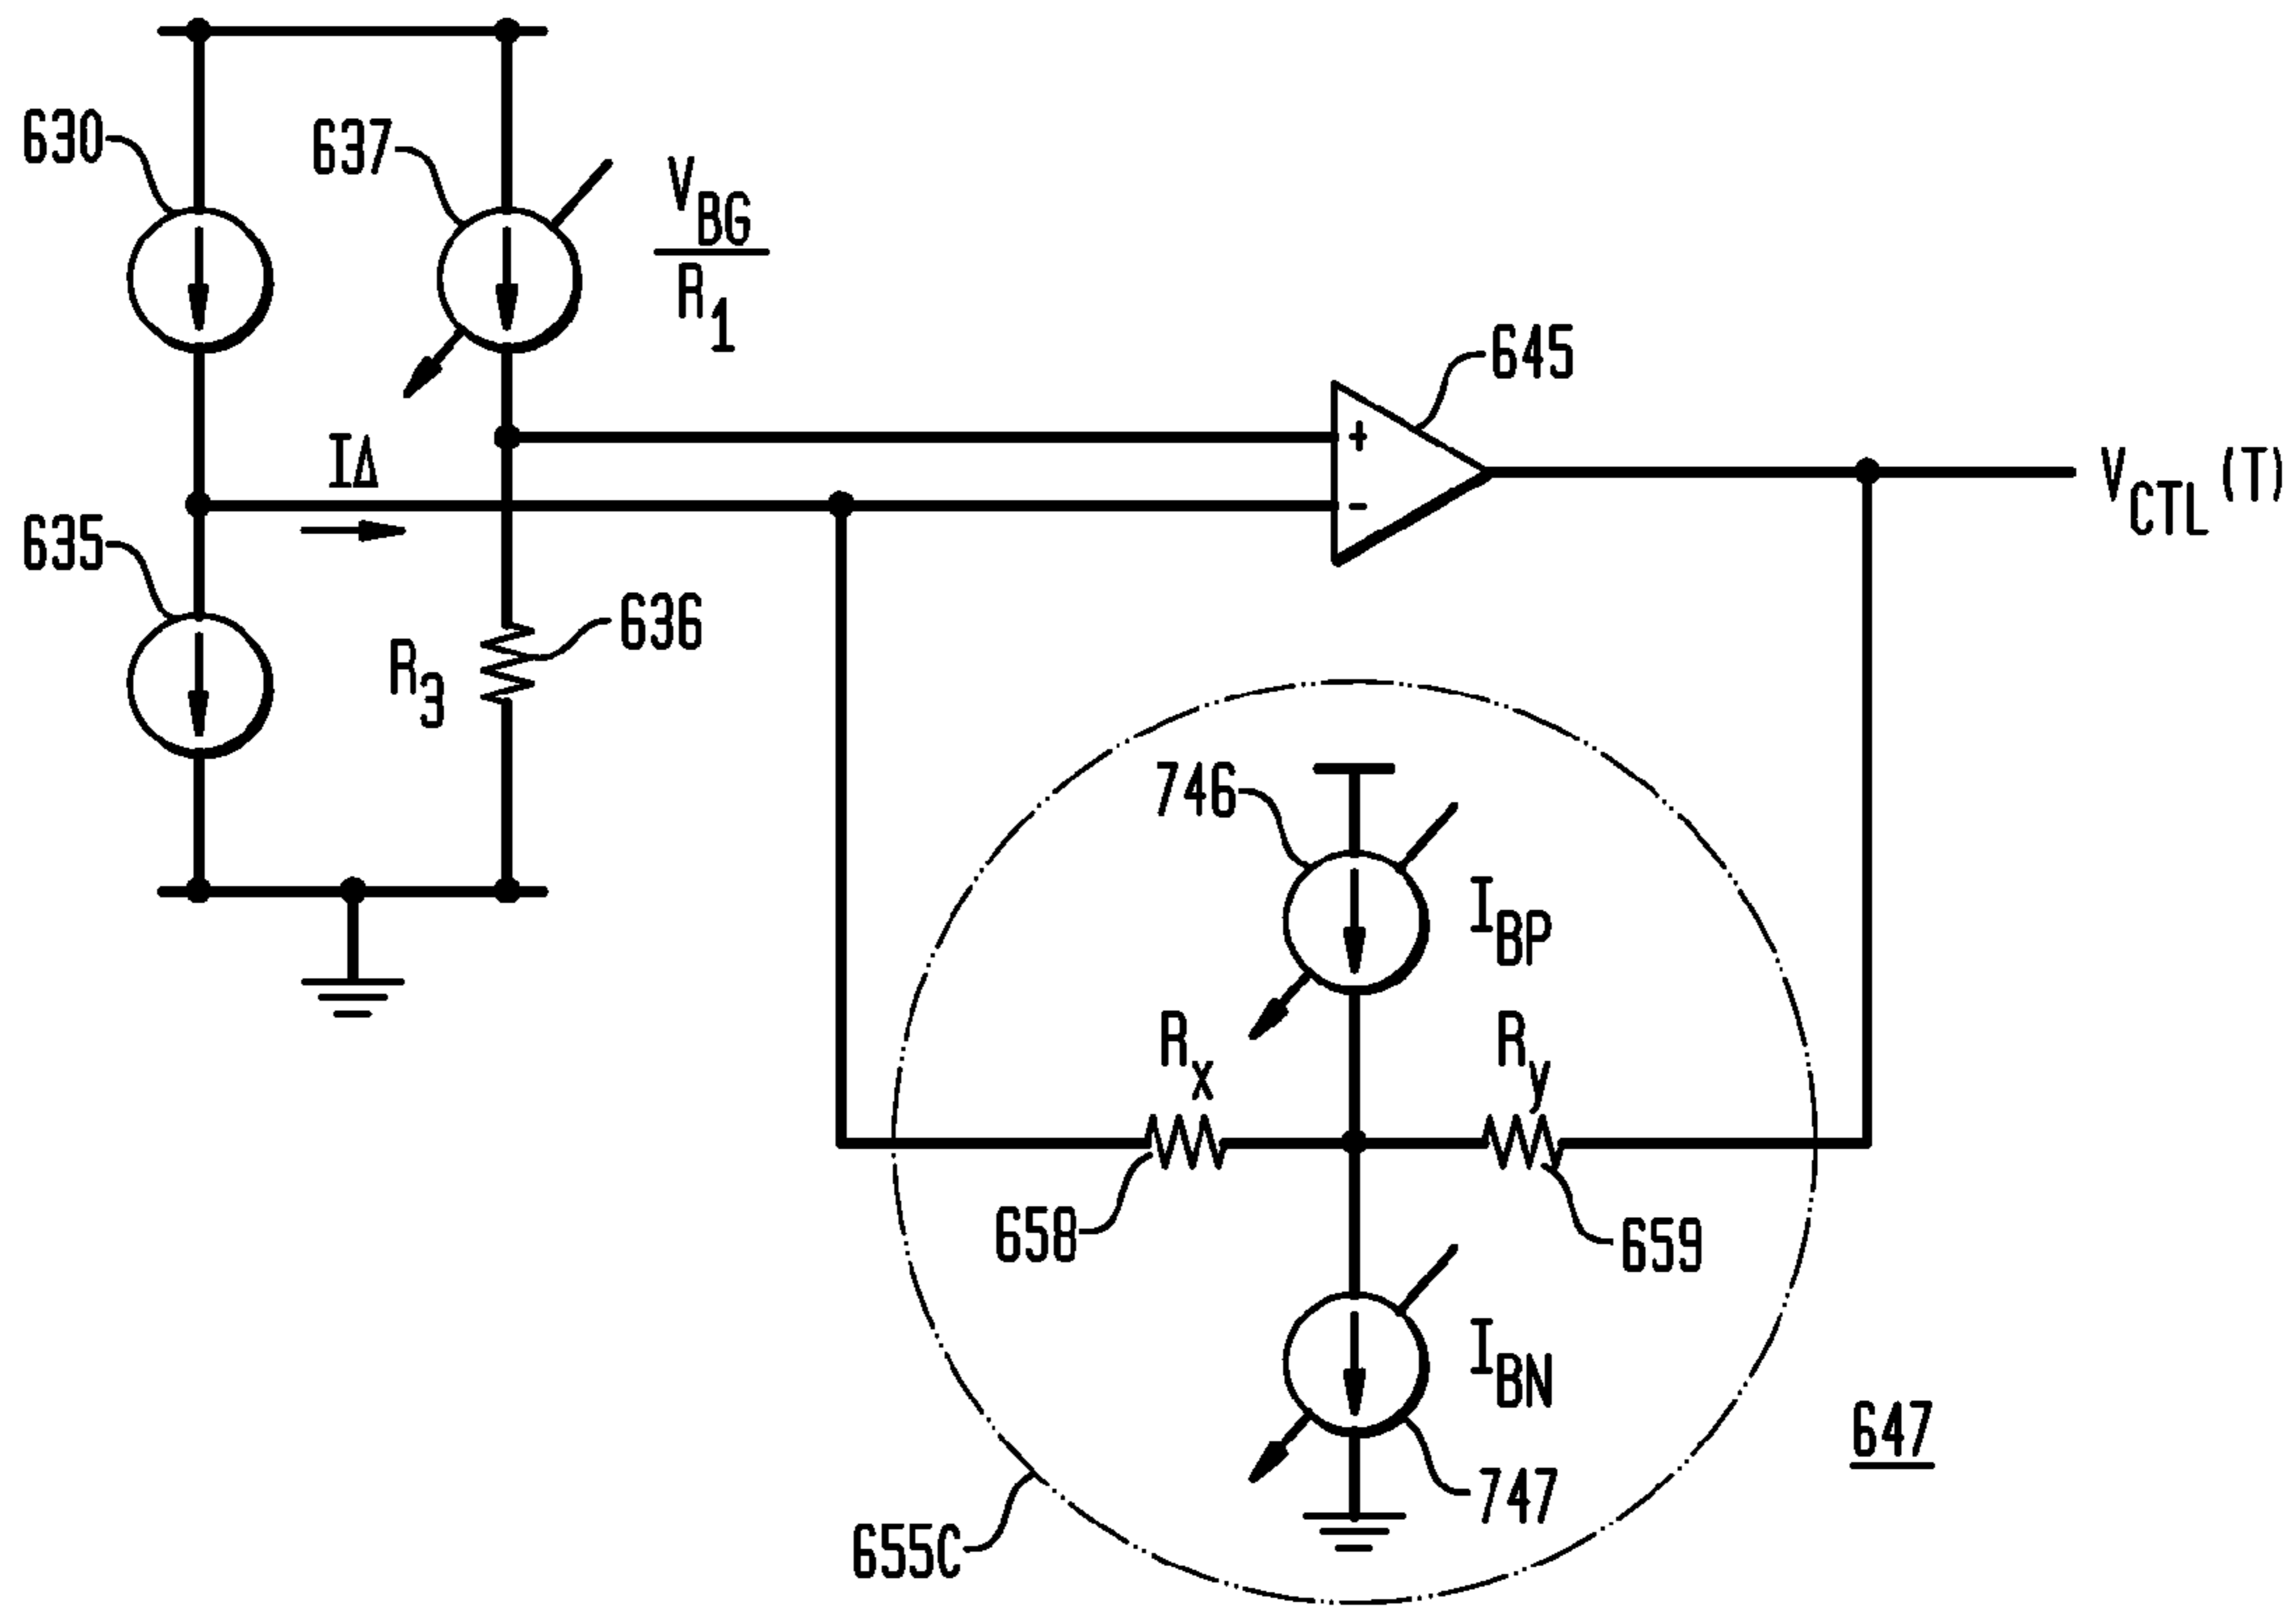 630
637
V_BG
R_1
645
IΔ
V_CTL (T)
635
R_3
636
746
I_BP
R_x
R_y
658
659
I_BN
647
747
655C
+
-